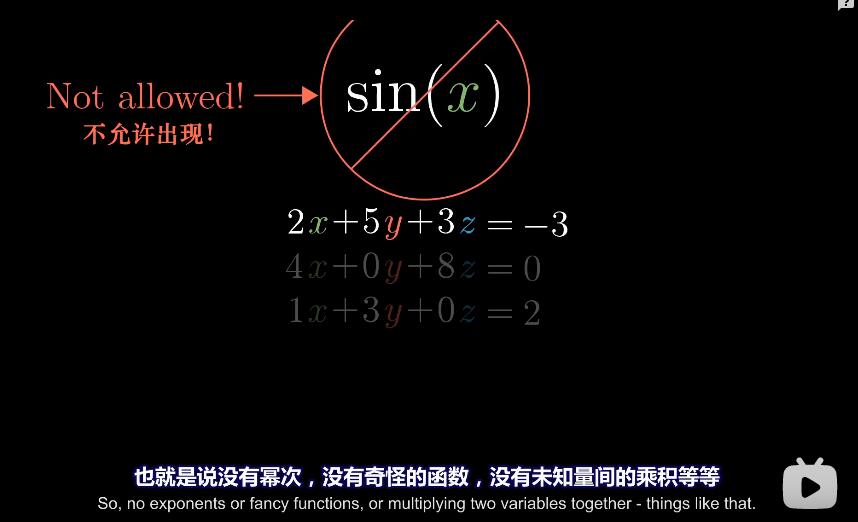 Not allowed!
不允许出现!
sin(x)
2x+5y+3z = −3
4x+0y+8z = 0
1x+3y+0z = 2
也就是说没有幂次，没有奇怪的函数，没有未知量间的乘积等等
So, no exponents or fancy functions, or multiplying two variables together - things like that.